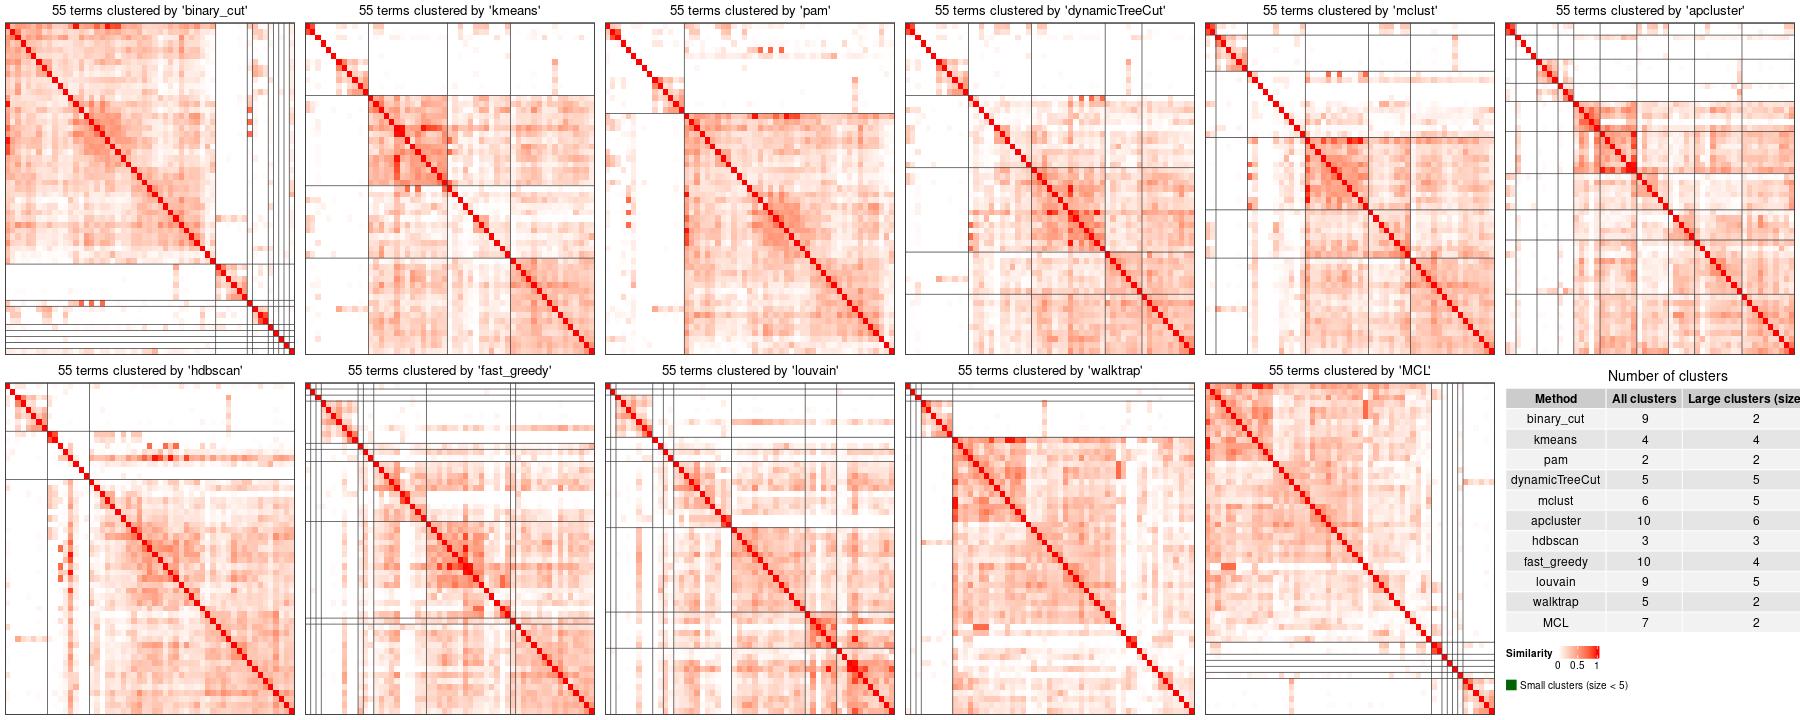 55 terms clustered by 'binary_cut'
55 terms clustered by 'kmeans'
55 terms clustered by 'pam'
55 terms clustered by 'dynamicTreeCut'
55 terms clustered by 'mclust'
55 terms clustered by 'apcluster'
55 terms clustered by 'hdbscan'
55 terms clustered by 'fast_greedy'
55 terms clustered by 'louvain'
55 terms clustered by 'walktrap'
55 terms clustered by 'MCL'
Number of clusters
Method All clusters Large clusters (size
binary_cut 9 2
kmeans 4 4
pam 2 2
dynamicTreeCut 5 5
mclust 6 5
apcluster 10 6
hdbscan 3 3
fast_greedy 10 4
louvain 9 5
walktrap 5 2
MCL 7 2
Similarity
0 0.5 1
Small clusters (size < 5)